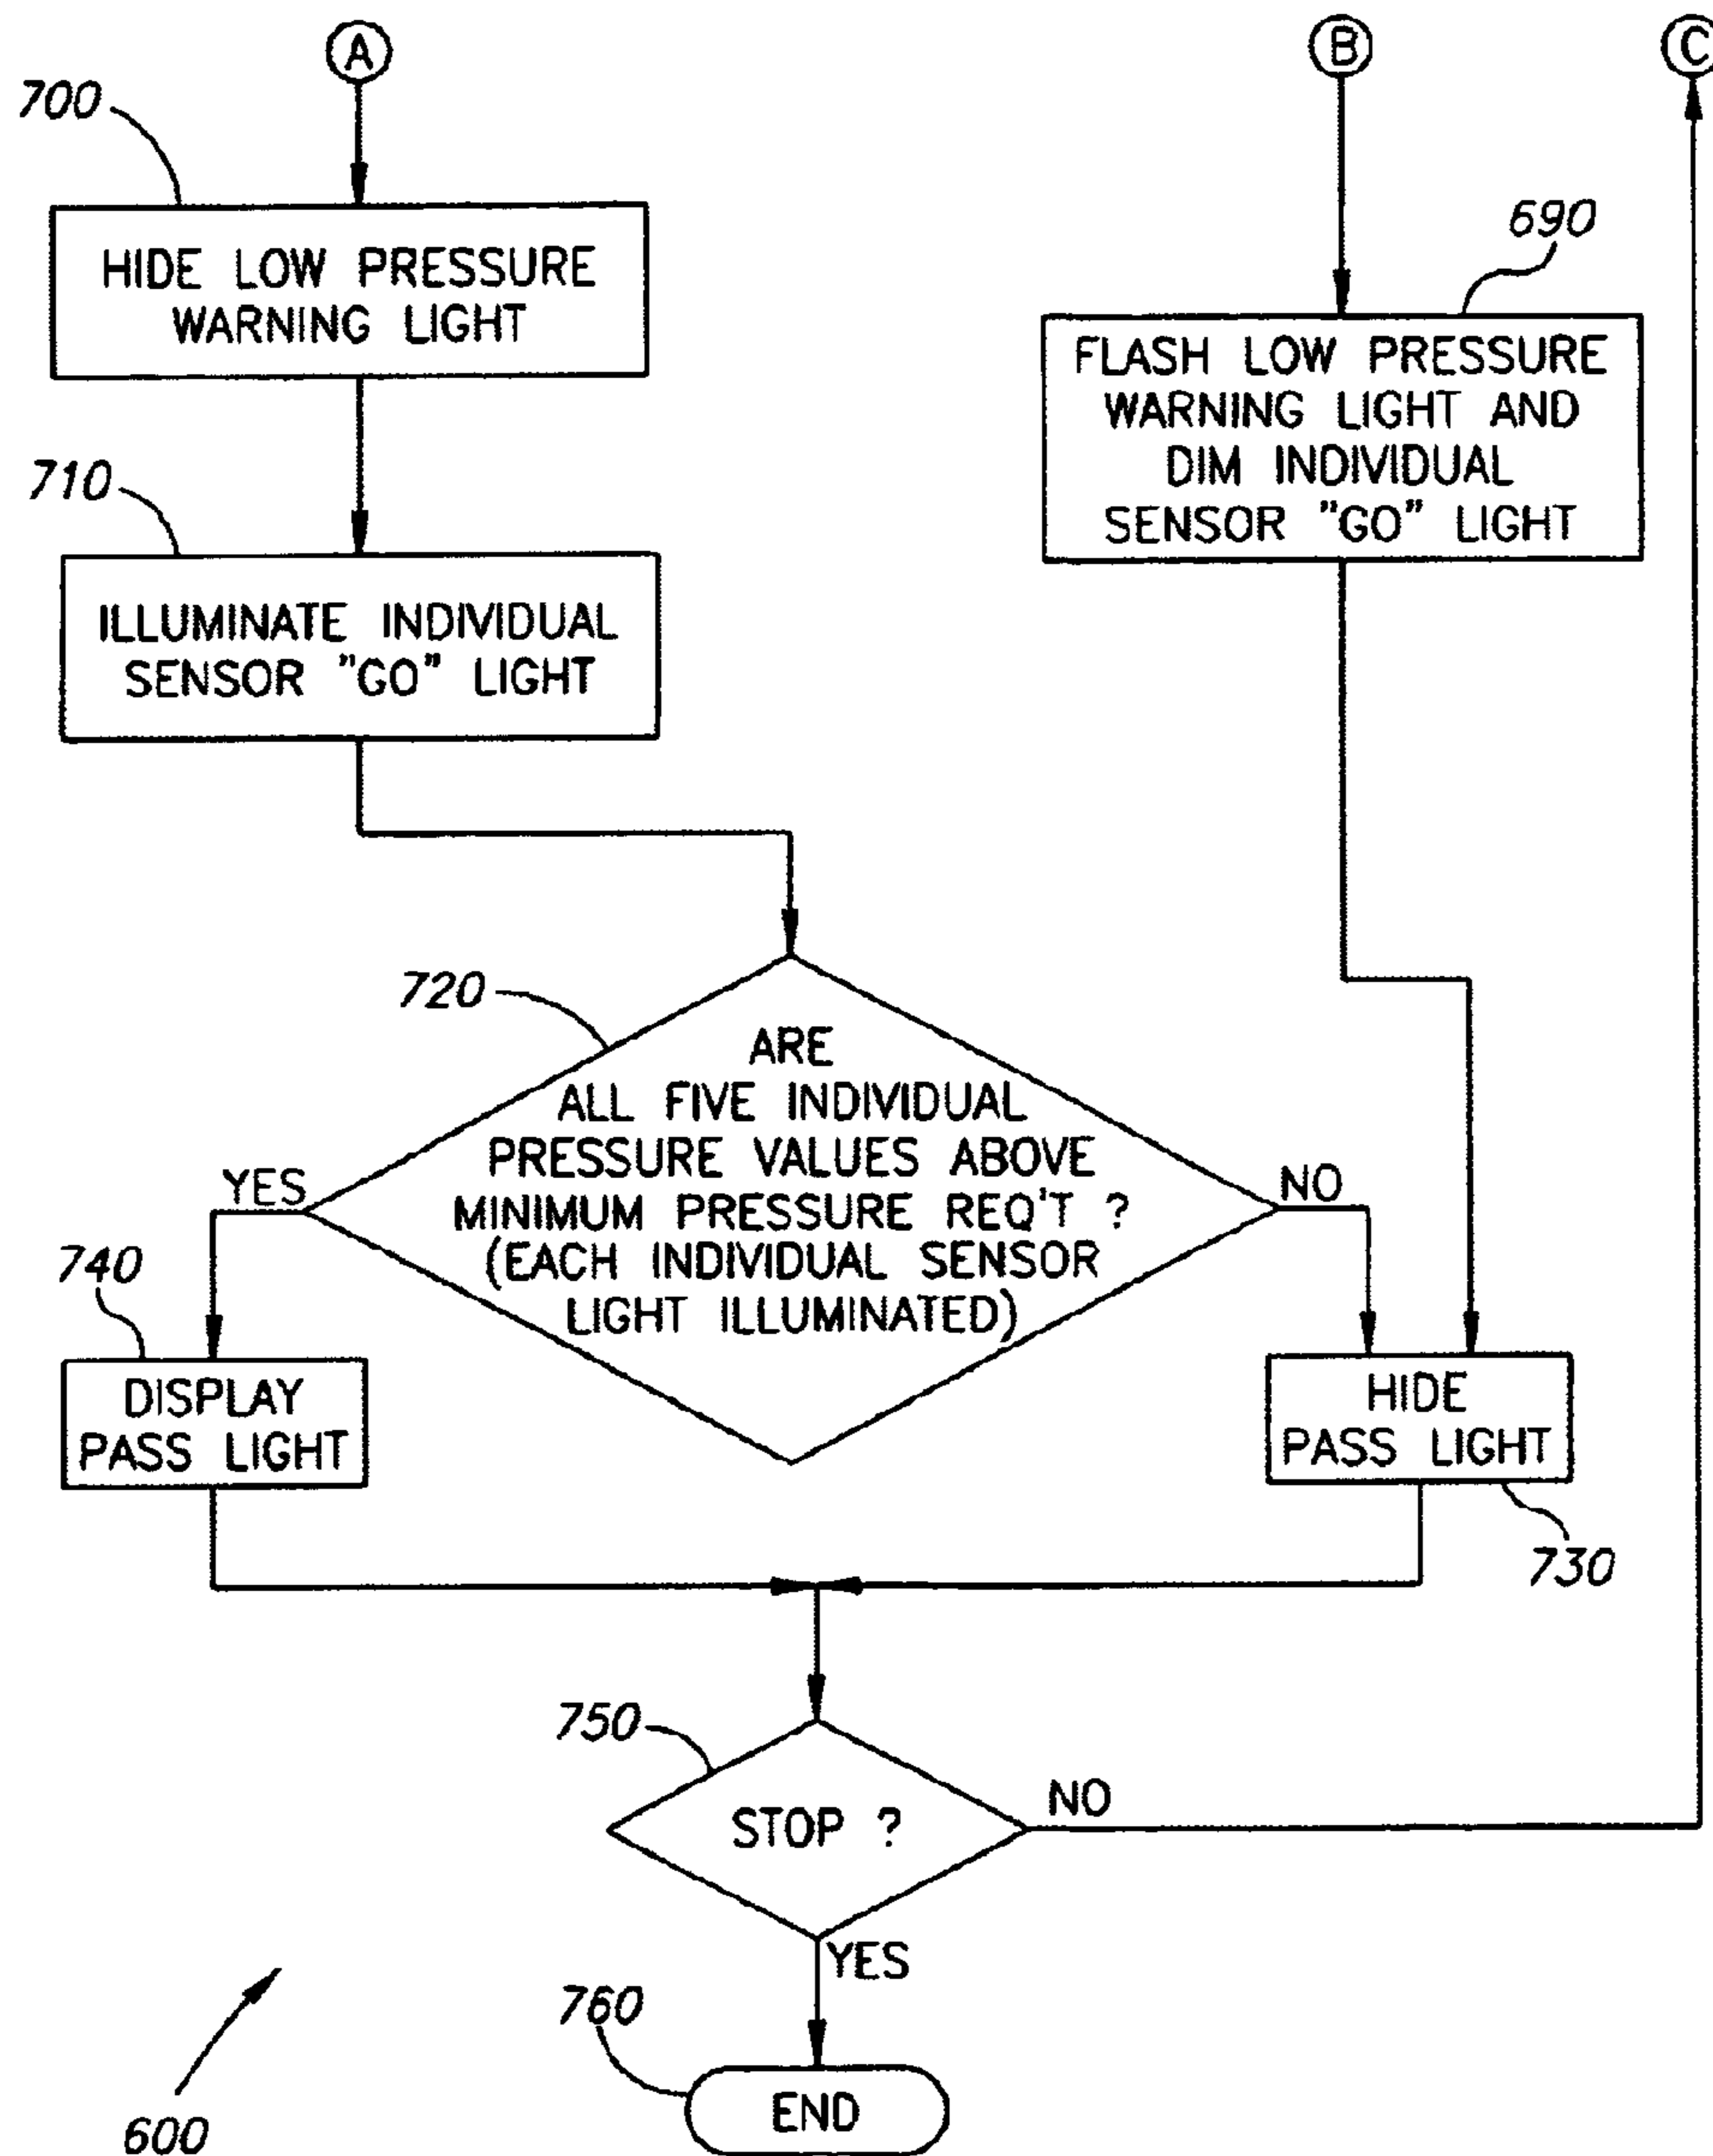 A
B
C
700
HIDE LOW PRESSURE
WARNING LIGHT
690
FLASH LOW PRESSURE
WARNING LIGHT AND
DIM INDIVIDUAL
SENSOR "GO" LIGHT
710
ILLUMINATE INDIVIDUAL
SENSOR "GO" LIGHT
720
ARE
ALL FIVE INDIVIDUAL
PRESSURE VALUES ABOVE
MINIMUM PRESSURE REQ'T ?
(EACH INDIVIDUAL SENSOR
LIGHT ILLUMINATED)
YES
NO
740
DISPLAY
PASS LIGHT
HIDE
PASS LIGHT
730
750
STOP ?
NO
YES
760
END
600